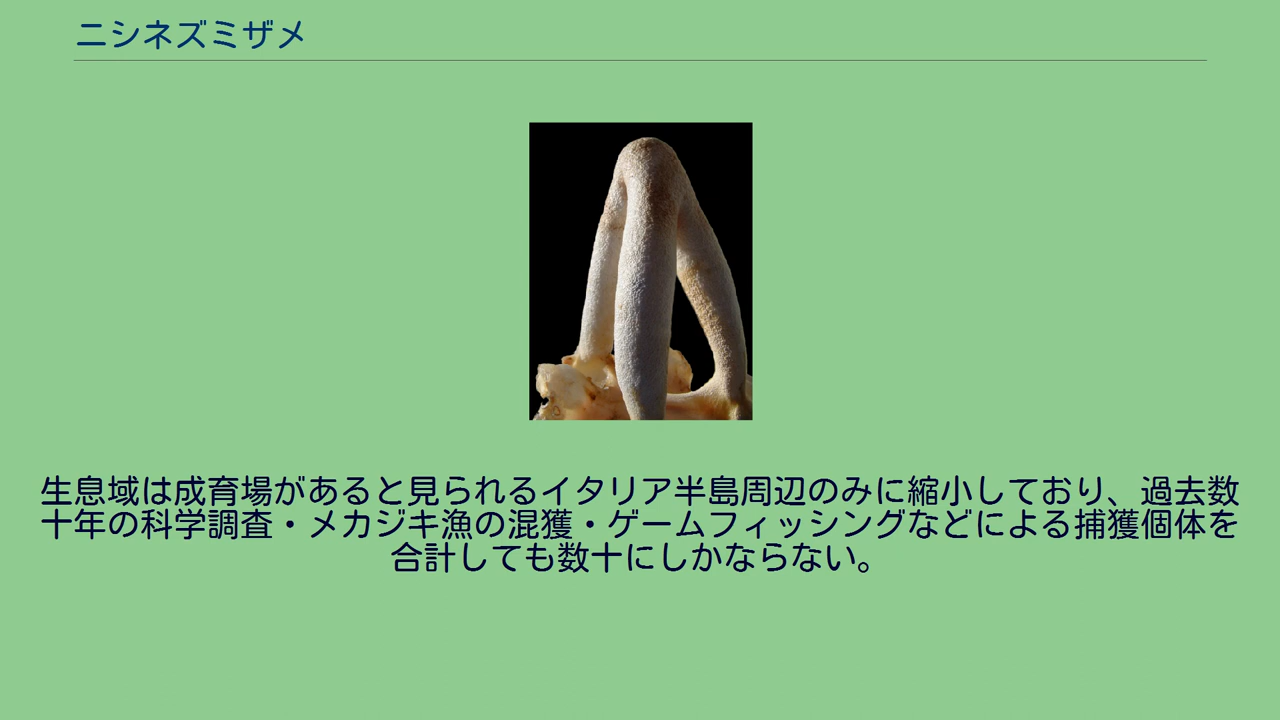 ニシネズミザメ
生息域は成育場があると見られるイタリア半島周辺のみに縮小しており、過去数
十年の科学調査・メカジキ漁の混獲・ゲームフィッシングなどによる捕獲個体を
合計しても数十にしかならない。